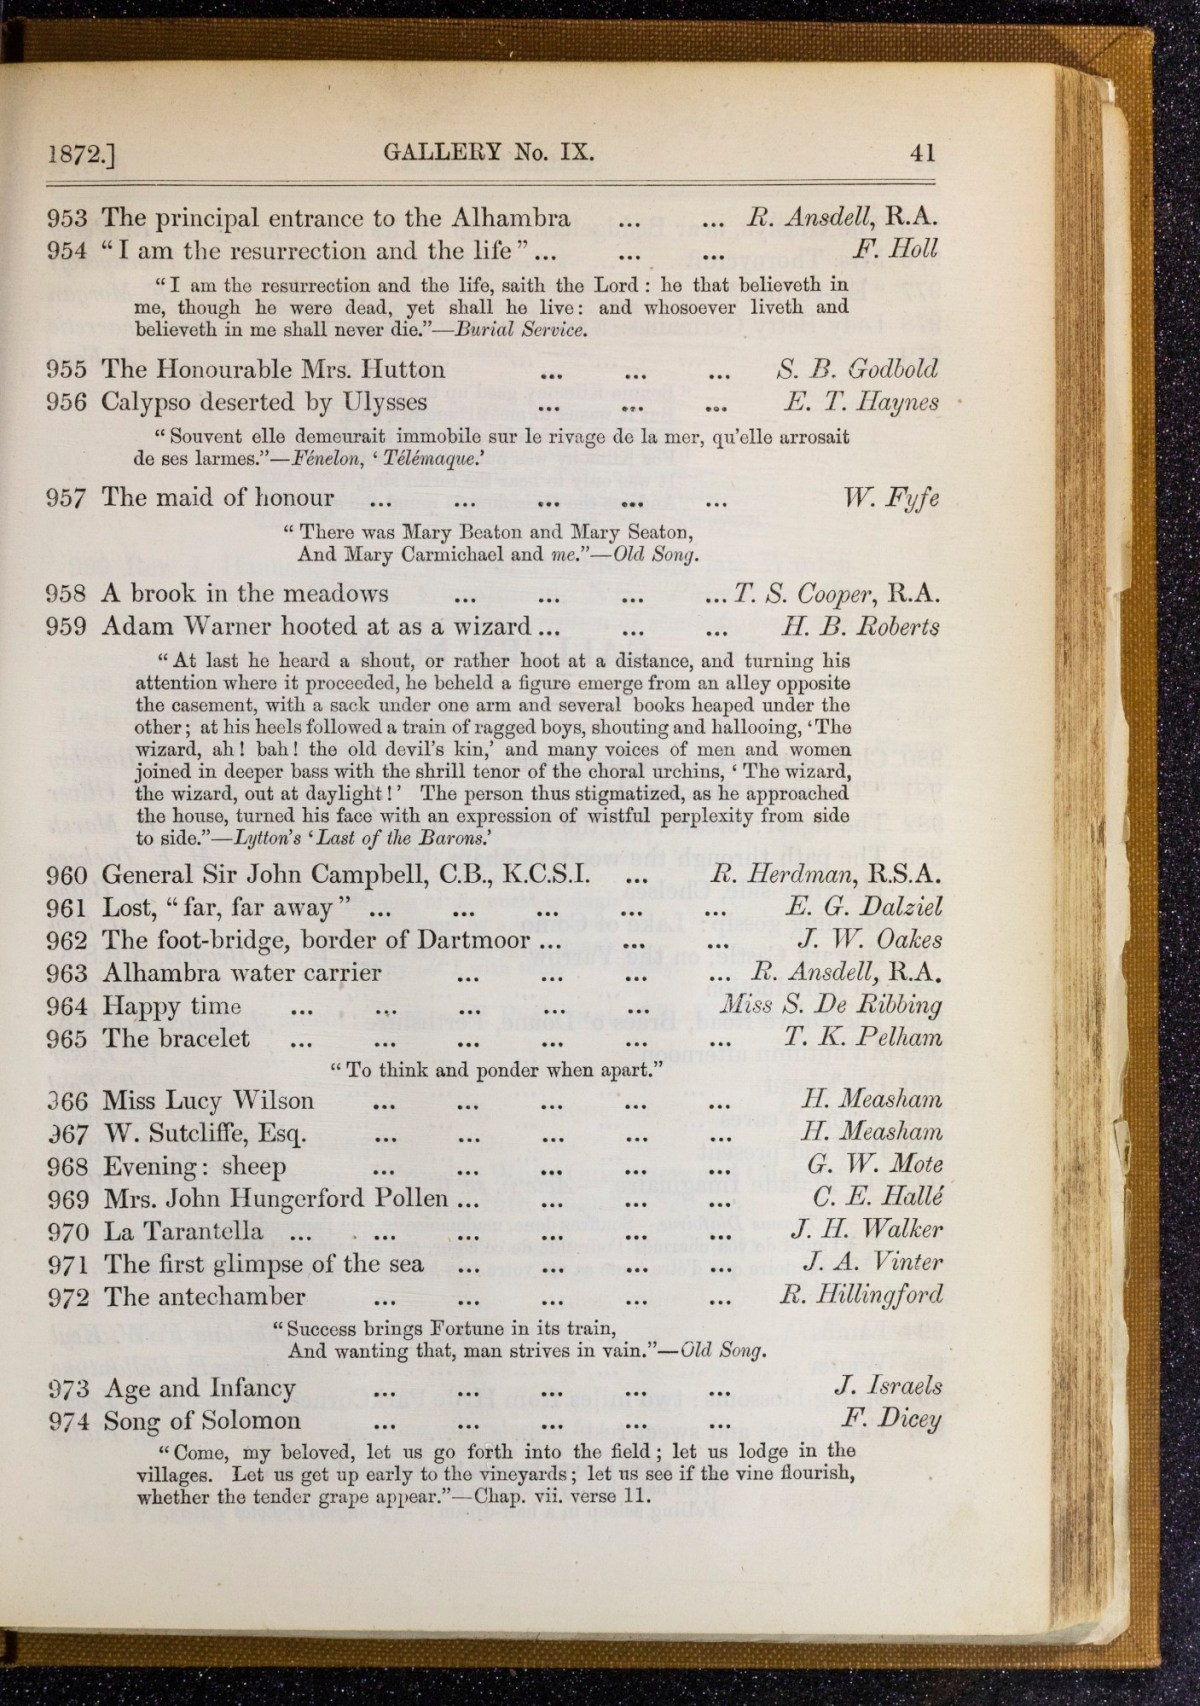 1872.] GALLERY No. IX. 41
953 The principal entrance to the Alhambra ... ... R. Ansdell, R.A.
954 “I am the resurrection and the life” ... ... ... F. Holl
“I am the resurrection and the life, saith the Lord: he that believeth in
me, though he were dead, yet shall he live: and whosoever liveth and
believeth in me shall never die.”—Burial Service.
955 The Honourable Mrs. Hutton ... ... ... S. B. Godbold
956 Calypso deserted by Ulysses ... ... ... E. T. Haynes
“Souvent elle demeurait immobile sur le rivage de la mer, qu’elle arrosait
de ses larmes.”—Fénelon, ‘Télémaque.’
957 The maid of honour ... ... ... ... ... W. Fyfe
“There was Mary Beaton and Mary Seaton,
And Mary Carmichael and me.”—Old Song.
958 A brook in the meadows ... ... ... ... T. S. Cooper, R.A.
959 Adam Warner hooted at as a wizard ... ... ... H. B. Roberts
“At last he heard a shout, or rather hoot at a distance, and turning his
attention where it proceeded, he beheld a figure emerge from an alley opposite
the casement, with a sack under one arm and several books heaped under the
other; at his heels followed a train of ragged boys, shouting and hallooing, ‘The
wizard, ah! bah! the old devil’s kin,’ and many voices of men and women
joined in deeper bass with the shrill tenor of the choral urchins, ‘The wizard,
the wizard, out at daylight!’ The person thus stigmatized, as he approached
the house, turned his face with an expression of wistful perplexity from side
to side.”—Lytton’s ‘Last of the Barons.’
960 General Sir John Campbell, C.B., K.C.S.I. ... R. Herdman, R.S.A.
961 Lost, “far, far away” ... ... ... ... ... E. G. Dalziel
962 The foot-bridge, border of Dartmoor ... ... ... J. W. Oakes
963 Alhambra water carrier ... ... ... ... R. Ansdell, R.A.
964 Happy time ... ... ... ... ... Miss S. De Ribbing
965 The bracelet ... ... ... ... ... ... T. K. Pelham
“To think and ponder when apart.”
966 Miss Lucy Wilson ... ... ... ... ... H. Measham
967 W. Sutcliffe, Esq. ... ... ... ... ... H. Measham
968 Evening: sheep ... ... ... ... ... G. W. Mote
969 Mrs. John Hungerford Pollen ... ... ... ... C. E. Hallé
970 La Tarantella ... ... ... ... ... ... J. H. Walker
971 The first glimpse of the sea ... ... ... ... J. A. Vinter
972 The antechamber ... ... ... ... ... R. Hillingford
“Success brings Fortune in its train,
And wanting that, man strives in vain.”—Old Song.
973 Age and Infancy ... ... ... ... ... J. Israels
974 Song of Solomon ... ... ... ... ... F. Dicey
“Come, my beloved, let us go forth into the field; let us lodge in the
villages. Let us get up early to the vineyards; let us see if the vine flourish,
whether the tender grape appear.”—Chap. vii. verse 11.